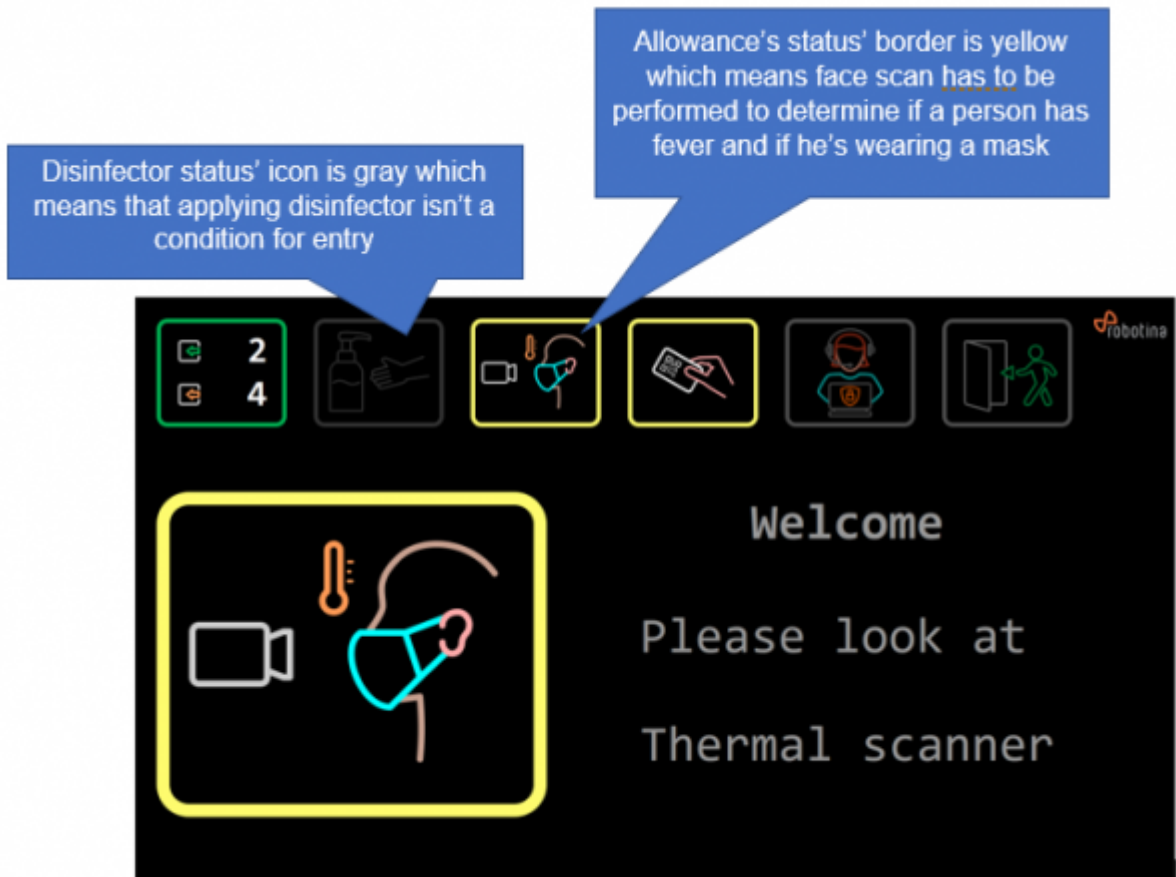 Allowance's status' border is yellow
which means face scan has to be
performed to determine if a person has
fever and if he's wearing a mask
Disinfector status' icon is gray which
means that applying disinfector isn't a
condition for entry
2
4
robotina
Welcome
Please look at
Thermal scanner